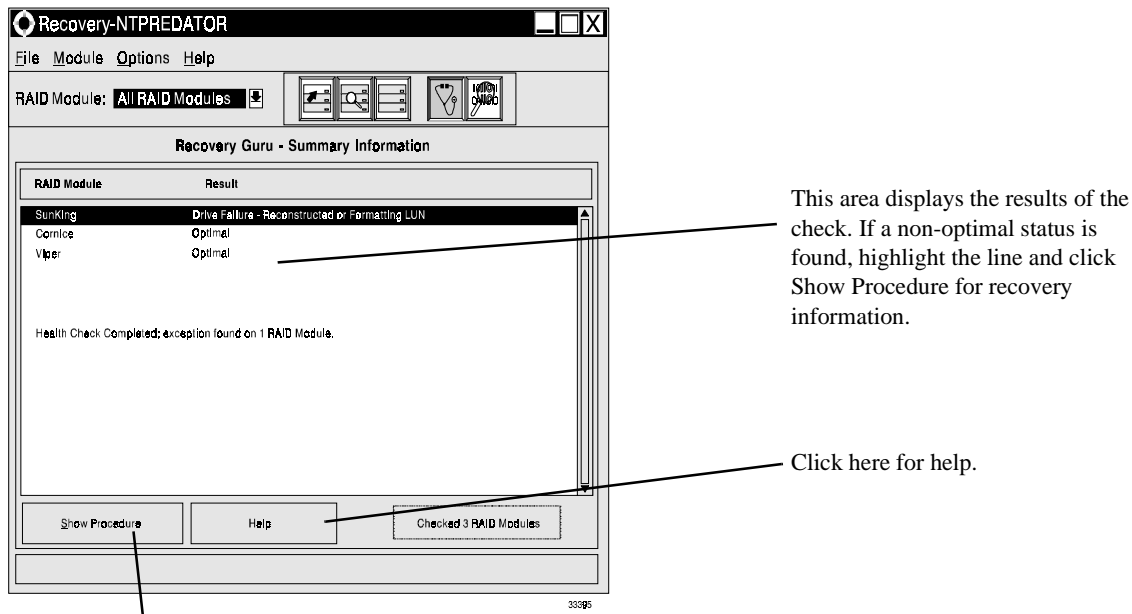 Recovery-NTPREDATOR
File Module Options Help
RAID Module: All RAID Modules
Recovery Guru - Summary Information
RAID Module Result
SunKing Drive Failure - Reconstructed or Formatting LUN
Cornice Optimal
Viper Optimal
Health Check Completed; exception found on 1 RAID Module.
Show Procedure Help Checked 3 RAID Modules
33395
This area displays the results of the
check. If a non-optimal status is
found, highlight the line and click
Show Procedure for recovery
information.
Click here for help.